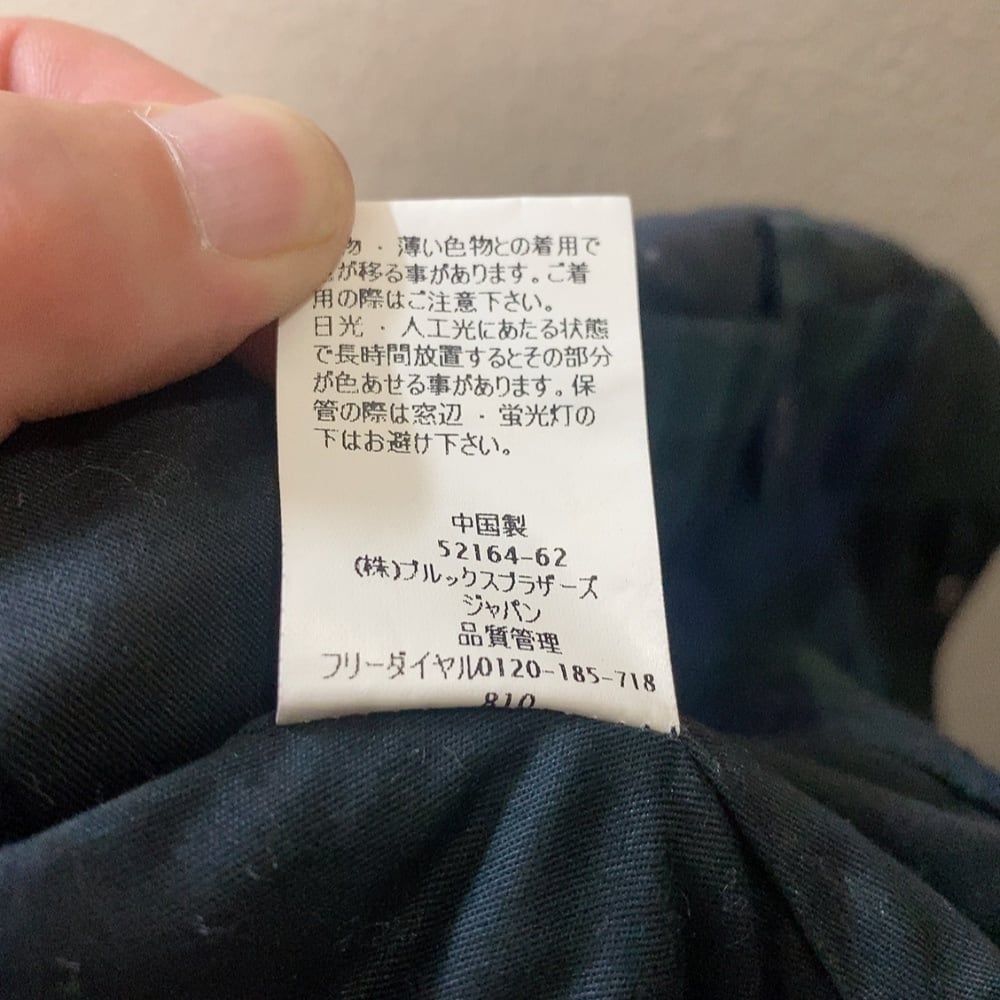 物・薄い色物との着用で
が移る事があります。ご着
用の際はご注意下さい。
日光・人工光にあたる状態
で長時間放置するとその部分
が色あせる事があります。保
管の際は窓辺・蛍光灯の
下はお避け下さい。
中国製
52164-62
(株)ブルックスブラザーズ
ジャパン
品質管理
フリーダイヤル0120-185-718
810